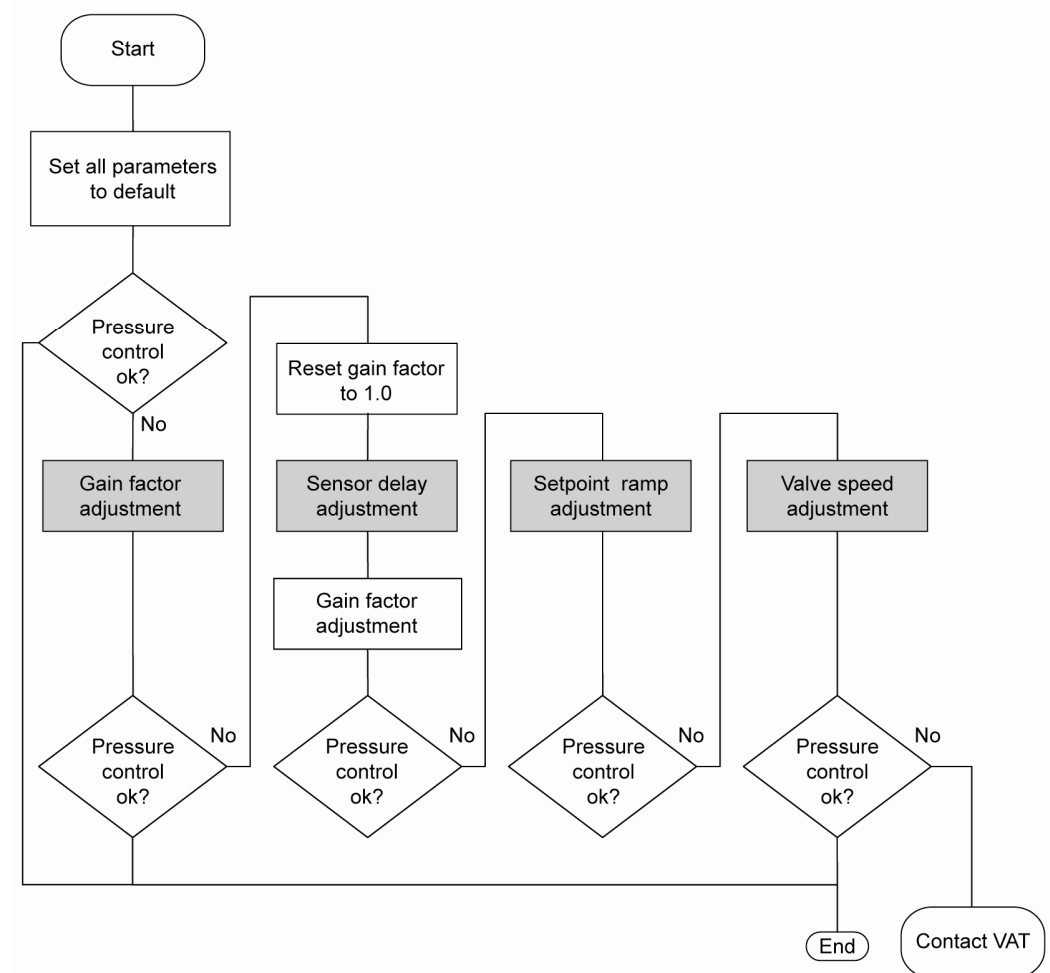 Start
Set all parameters
to default
Pressure
control
ok?
No
Gain factor
adjustment
Pressure
control
ok?
No
Reset gain factor
to 1.0
Sensor delay
adjustment
Gain factor
adjustment
Pressure
control
ok?
No
Setpoint ramp
adjustment
Pressure
control
ok?
No
Valve speed
adjustment
Pressure
control
ok?
No
End
Contact VAT